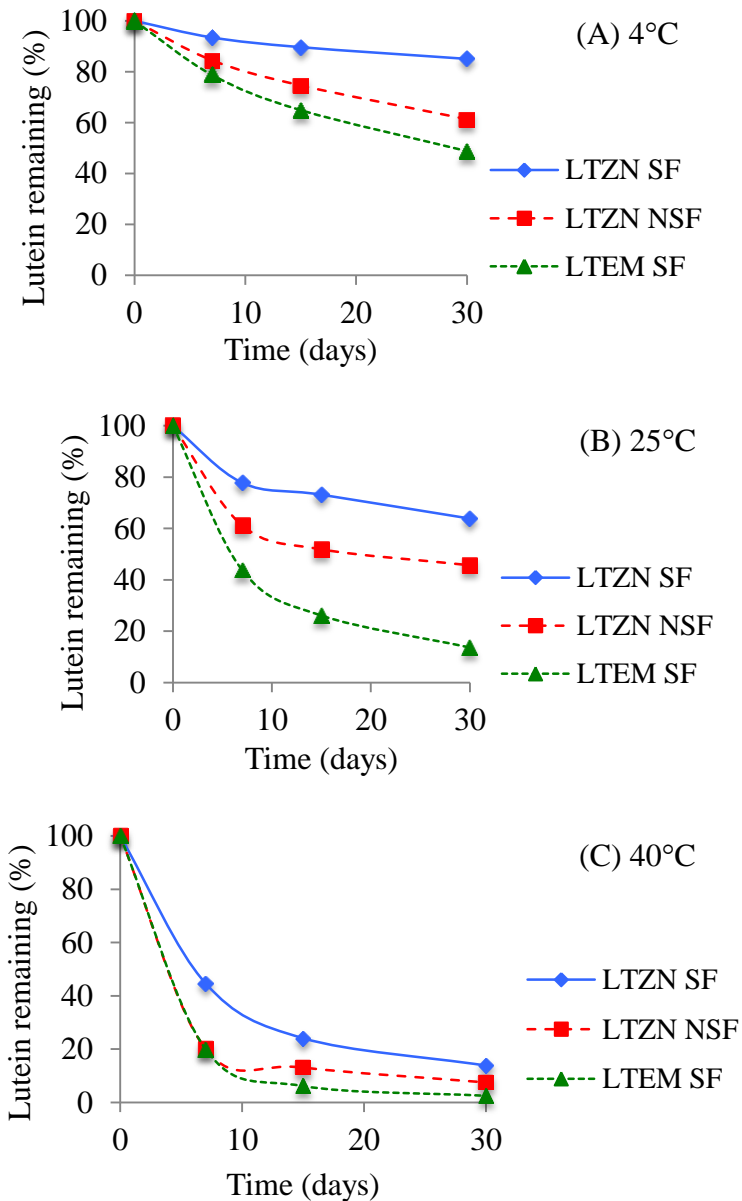 (A) 4°C
Lutein remaining (%)
100
80
60
40
20
0
0 10 20 30
Time (days)
LTZN SF
LTZN NSF
LTEM SF
(B) 25°C
Lutein remaining (%)
100
80
60
40
20
0
0 10 20 30
Time (days)
LTZN SF
LTZN NSF
LTEM SF
(C) 40°C
Lutein remaining (%)
100
80
60
40
20
0
0 10 20 30
Time (days)
LTZN SF
LTZN NSF
LTEM SF